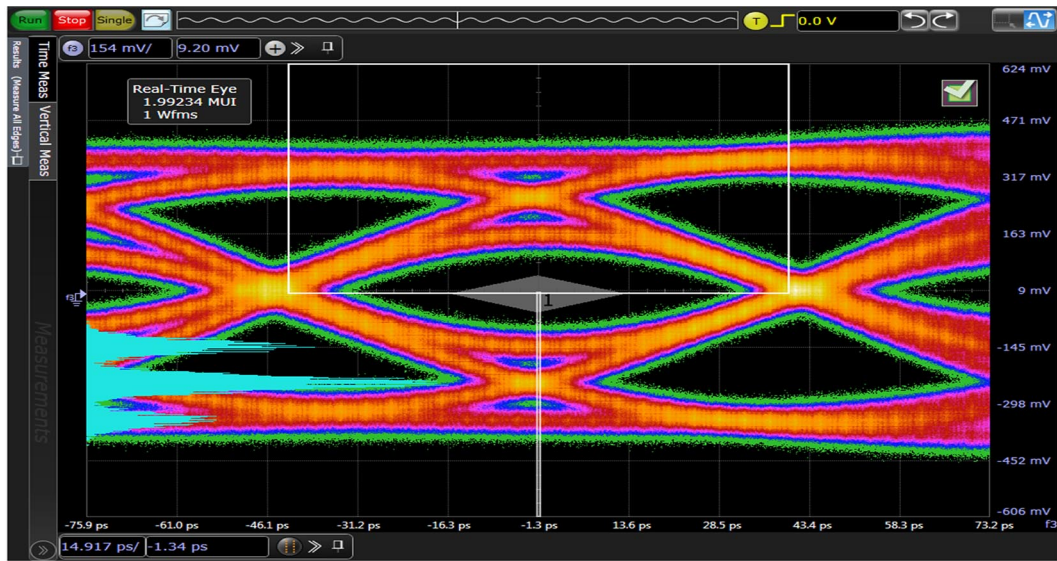 Run Stop Single T 0.0 V
f3 154 mV/ 9.20 mV
Results (Measure All Edges)
Time Meas
Vertical Meas
Measurements
Real-Time Eye
1.99234 MUI
1 Wfms
624 mV
471 mV
317 mV
163 mV
9 mV
-145 mV
-298 mV
-452 mV
-606 mV
f3
1
-75.9 ps -61.0 ps -46.1 ps -31.2 ps -16.3 ps -1.3 ps 13.6 ps 28.5 ps 43.4 ps 58.3 ps 73.2 ps f3
14.917 ps/ -1.34 ps